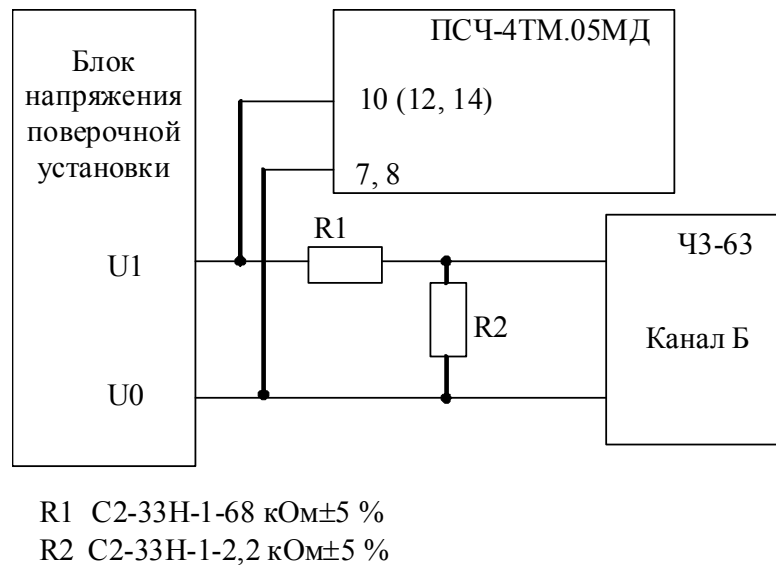 ПСЧ-4ТМ.05МД
Блок
напряжения
поверочной
установки
10 (12, 14)
7, 8
R1
U1
ЧЗ-63
R2
Канал Б
U0
R1 С2-33Н-1-68 кОм±5 %
R2 С2-33Н-1-2,2 кОм±5 %